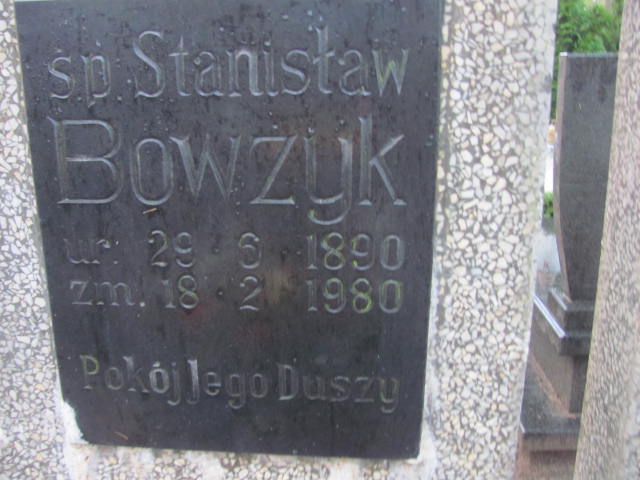 śp. Stanisław
Bowzyk
ur. 29 · 6 · 1890
zm. 18 · 2 · 1980
Pokój Jego Duszy